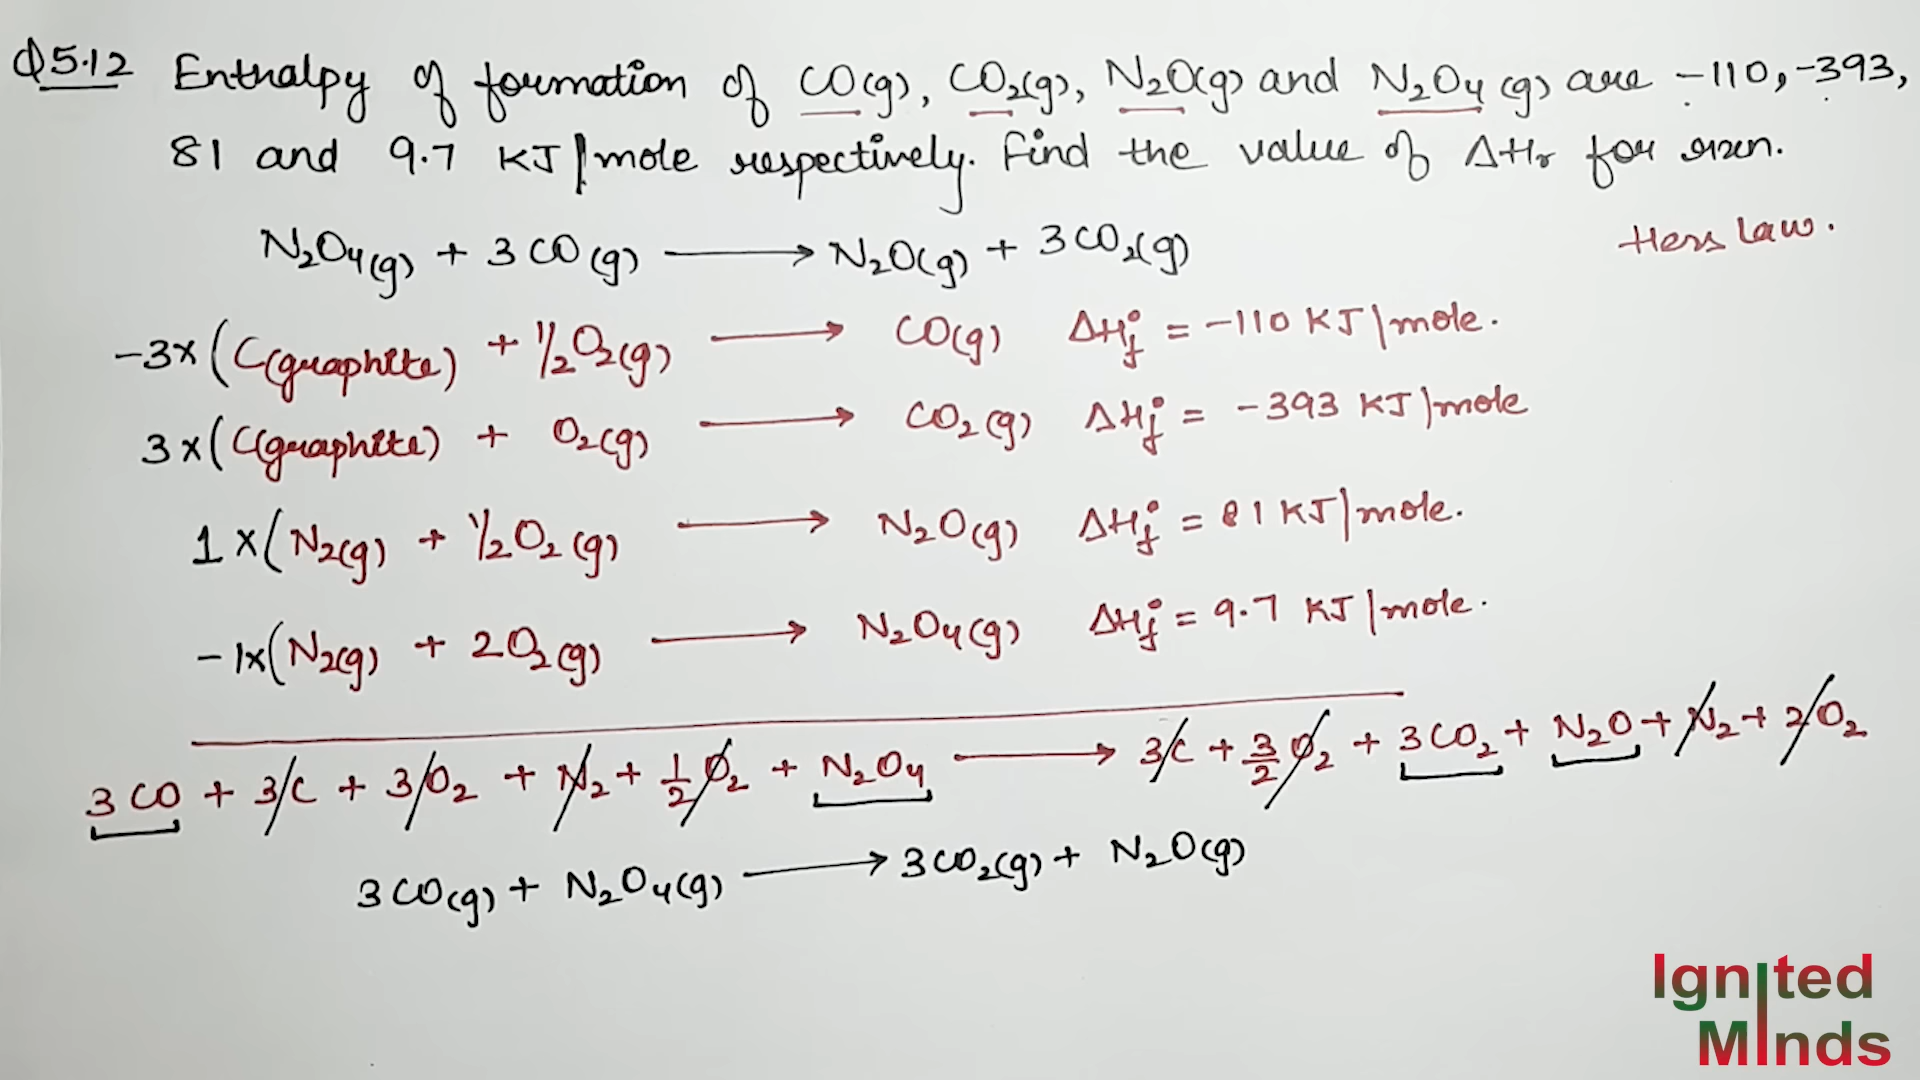 Q5.12 Enthalpy of formation of CO(g), CO₂(g), N₂O(g) and N₂O₄(g) are -110, -393,
81 and 9.7 KJ/mole respectively. Find the value of ΔHr for rxn.
N₂O₄(g) + 3CO(g) ⟶ N₂O(g) + 3CO₂(g)
Hess law.
-3×(C(graphite) + 1/2O₂(g) ⟶ CO(g) ΔHf° = -110 KJ/mole.
3×(C(graphite) + O₂(g) ⟶ CO₂(g) ΔHf° = -393 KJ/mole
1×(N₂(g) + 1/2O₂(g) ⟶ N₂O(g) ΔHf° = 81 KJ/mole.
-1×(N₂(g) + 2O₂(g) ⟶ N₂O₄(g) ΔHf° = 9.7 KJ/mole.
3CO + 3C + 3O₂ + N₂ + 1/2O₂ + N₂O₄ ⟶ 3C + 3/2O₂ + 3CO₂ + N₂O + N₂ + 2O₂
3CO(g) + N₂O₄(g) ⟶ 3CO₂(g) + N₂O(g)
Ignited
Minds